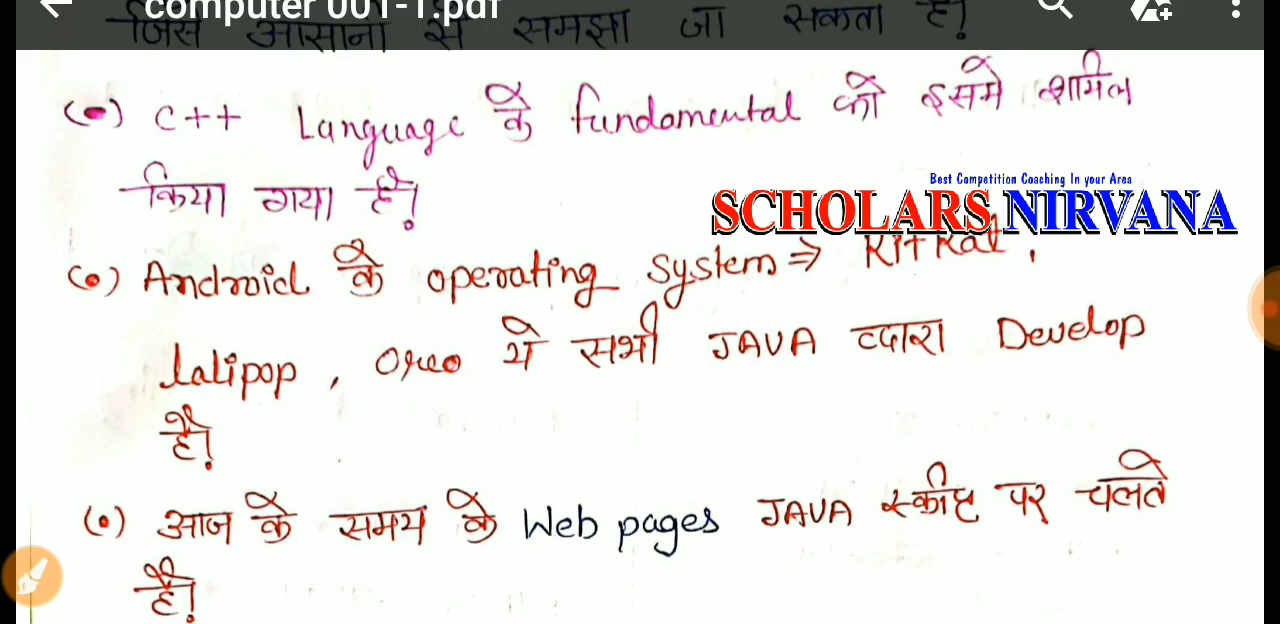 computer 001-1.pdf
जिसे आसानी से समझा जा सकता है।
(•) C++ Language के fundamental को इसमे शामिल
किया गया है।
Best Competition Coaching In your Area
SCHOLARS NIRVANA
(•) Android के operating system ⇒ KitKat,
lalipop, Oreo ये सभी JAVA द्वारा Develop
है।
(•) आज के समय के Web pages JAVA स्कीप्ट पर चलते
है।